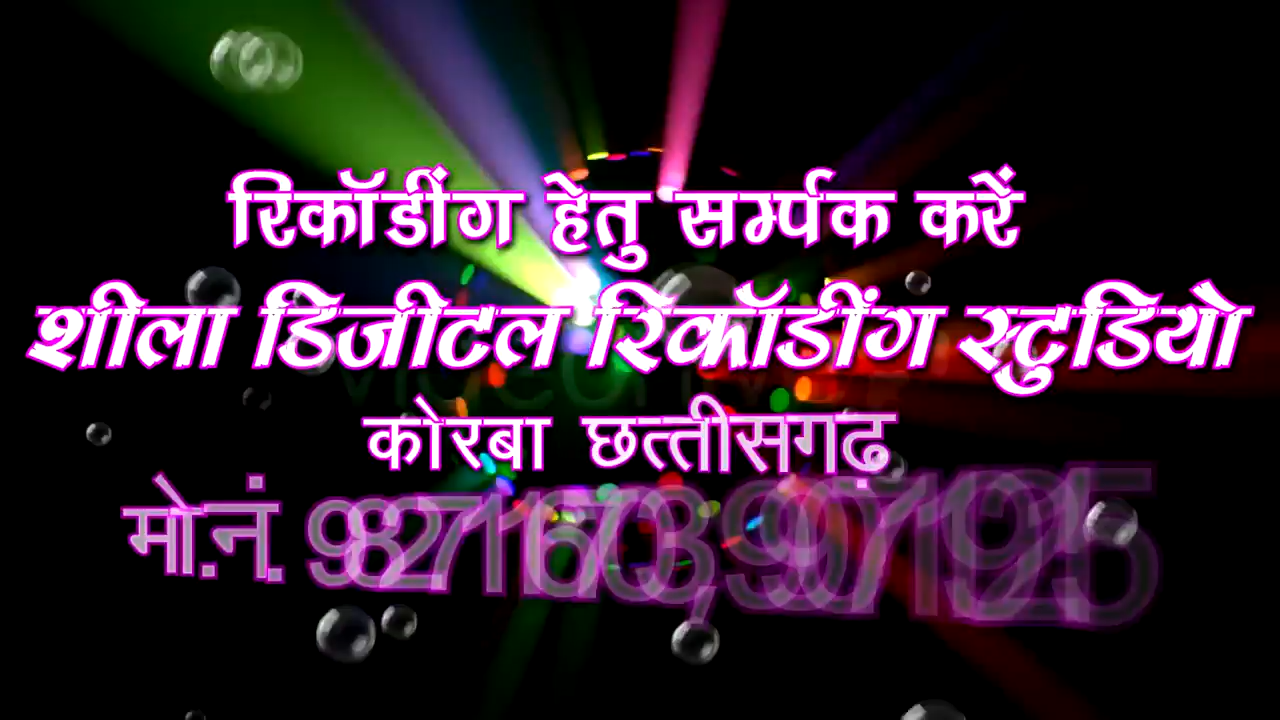 रिकॉर्डींग हेतु सर्म्पक करें
शीला डिजीटल रिकॉर्डींग स्टुडियो
कोरबा छत्तीसगढ़
मो.नं.